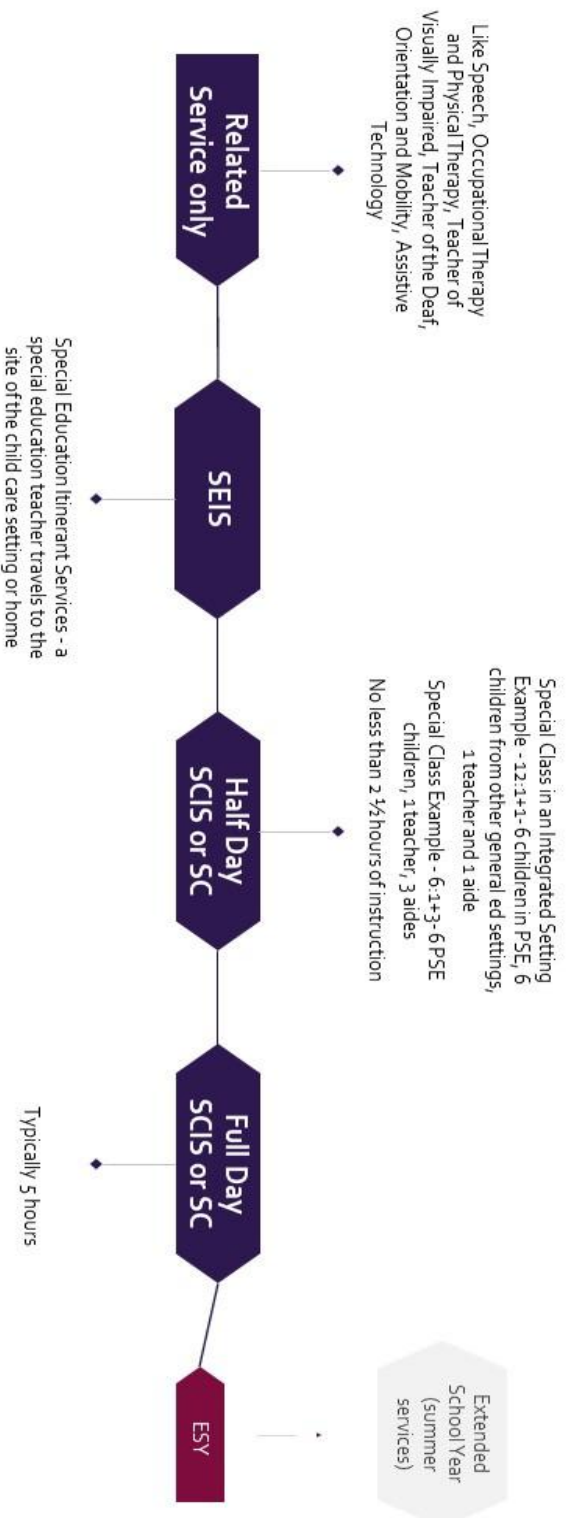 Like Speech, Occupational Therapy
and Physical Therapy, Teacher of
Visually Impaired, Teacher of the Deaf,
Orientation and Mobility, Assistive
Technology
Related
Service only
SEIS
Special Education Itinerant Services - a
special education teacher travels to the
site of the child care setting or home
Special Class in an Integrated Setting
Example - 12:1+1- 6 children in PSE, 6
children from other general ed settings,
1 teacher and 1 aide
Special Class Example - 6:1+3- 6 PSE
children, 1 teacher, 3 aides
No less than 2 ½ hours of instruction
Half Day
SCIS or SC
Full Day
SCIS or SC
Typically 5 hours
Extended
School Year
(summer
services)
ESY